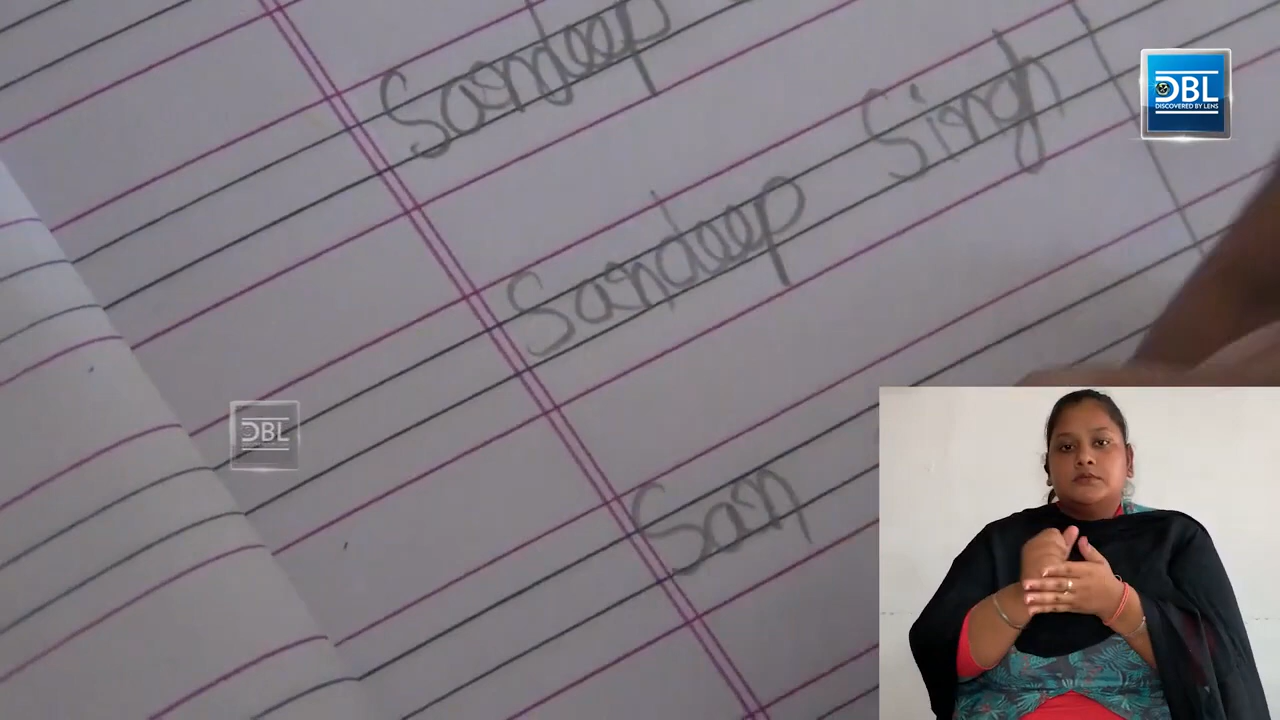 Sandeep
Sandeep Singh
San
DBL
DISCOVERED BY LENS
DBL